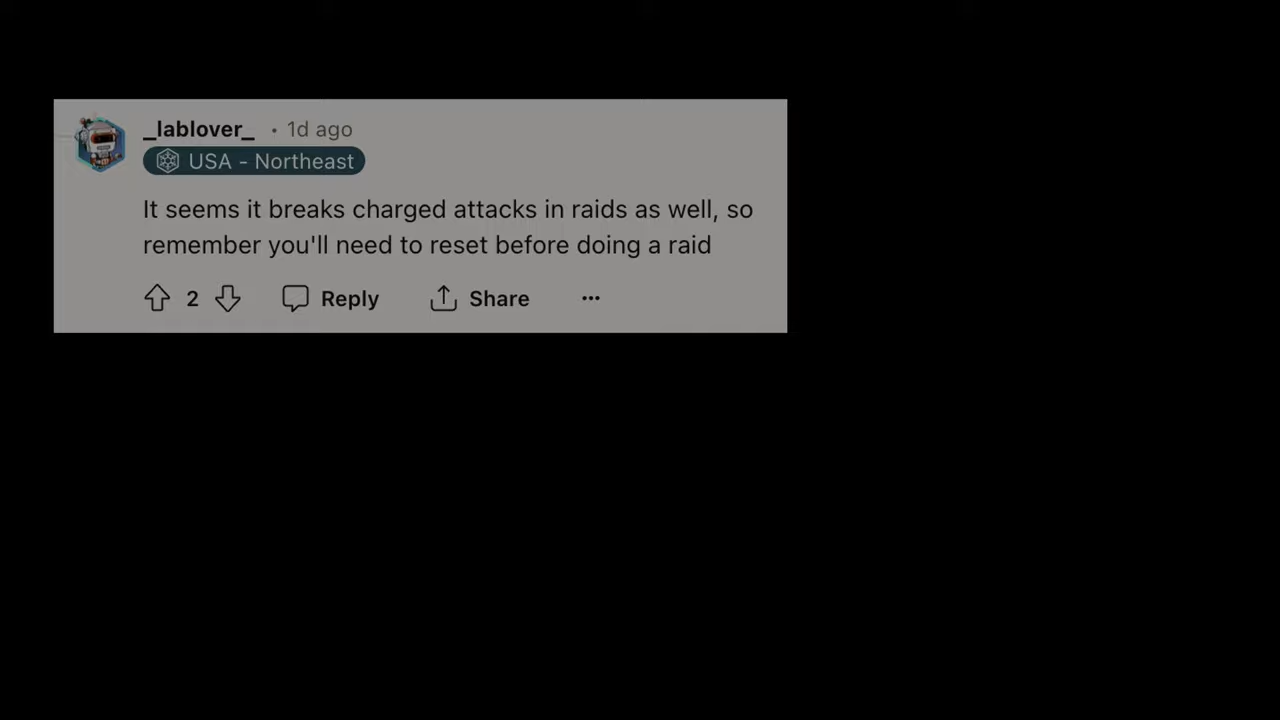 _lablover_ • 1d ago
USA - Northeast
It seems it breaks charged attacks in raids as well, so
remember you'll need to reset before doing a raid
2 Reply Share ...